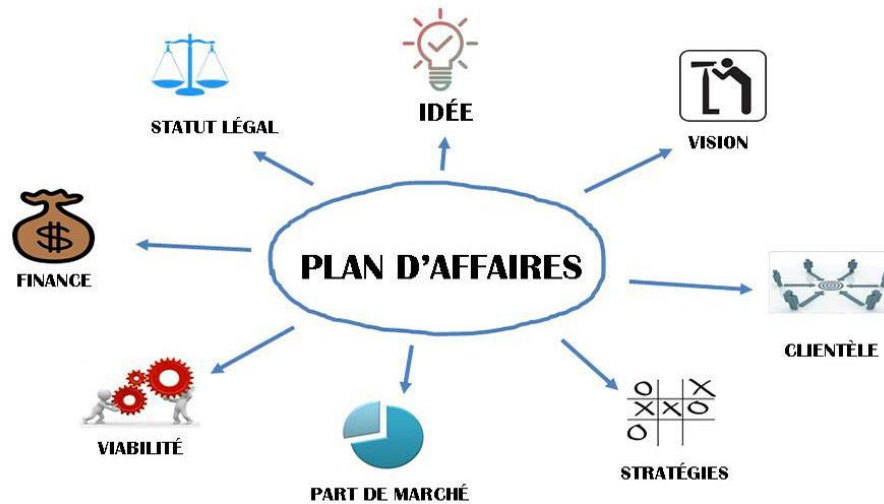 IDÉE
STATUT LÉGAL
VISION
FINANCE
PLAN D'AFFAIRES
CLIENTÈLE
VIABILITÉ
STRATÉGIES
PART DE MARCHÉ
$
O X
X X O
O